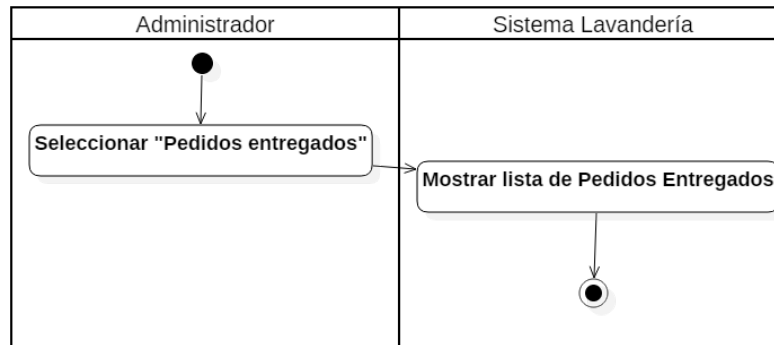 Administrador
Sistema Lavandería
Seleccionar "Pedidos entregados"
Mostrar lista de Pedidos Entregados